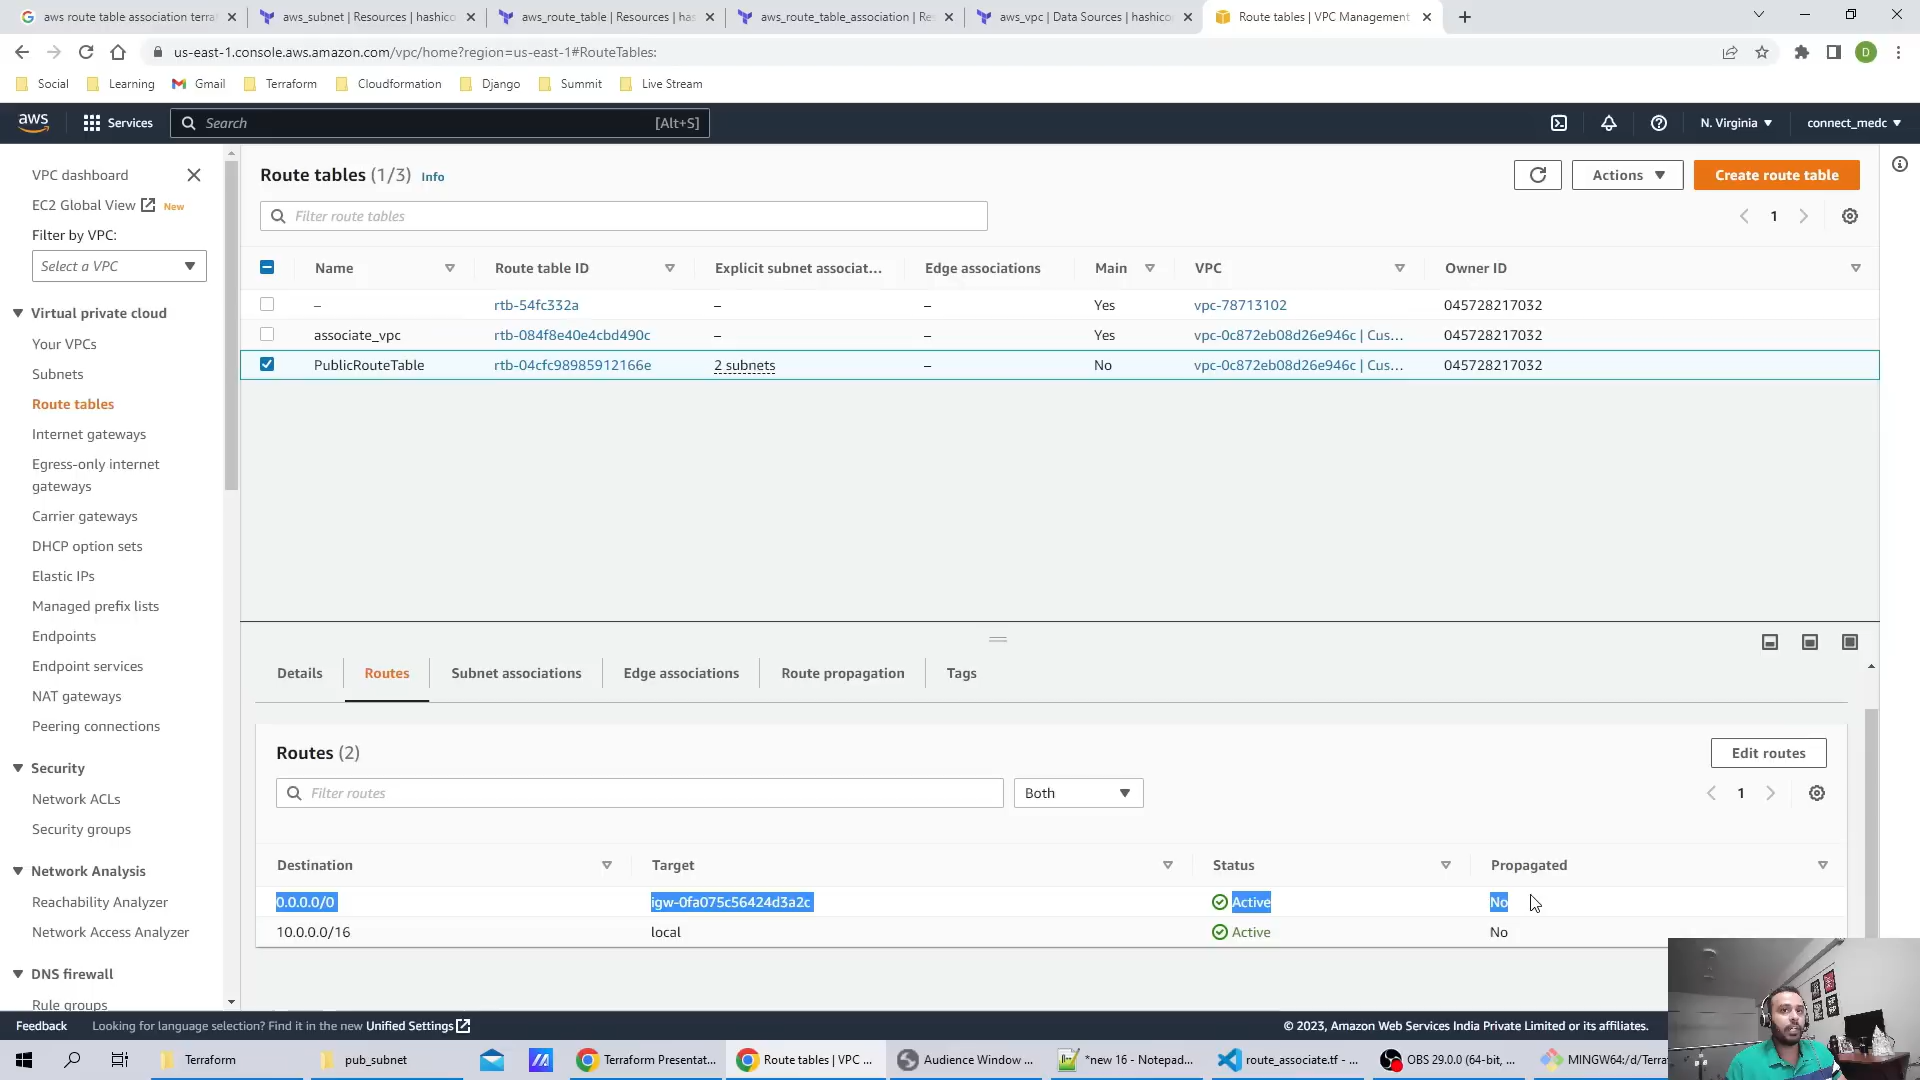 aws route table association terra
aws_subnet | Resources | hashico
aws_route_table | Resources | has
aws_route_table_association | Re
aws_vpc | Data Sources | hashico
Route tables | VPC Management
us-east-1.console.aws.amazon.com/vpc/home?region=us-east-1#RouteTables:
D
Social
Learning
Gmail
Terraform
Cloudformation
Django
Summit
Live Stream
aws
Services
Search
[Alt+S]
N. Virginia
connect_medc
VPC dashboard
EC2 Global View New
Filter by VPC:
Select a VPC
Virtual private cloud
Your VPCs
Subnets
Route tables
Internet gateways
Egress-only internet
gateways
Carrier gateways
DHCP option sets
Elastic IPs
Managed prefix lists
Endpoints
Endpoint services
NAT gateways
Peering connections
Security
Network ACLs
Security groups
Network Analysis
Reachability Analyzer
Network Access Analyzer
DNS firewall
Rule groups
Route tables (1/3) Info
Actions
Create route table
Filter route tables
1
Name Route table ID Explicit subnet associat... Edge associations Main VPC Owner ID
– rtb-54fc332a – – Yes vpc-78713102 045728217032
associate_vpc rtb-084f8e40e4cbd490c – – Yes vpc-0c872eb08d26e946c | Cus... 045728217032
PublicRouteTable rtb-04cfc98985912166e 2 subnets – No vpc-0c872eb08d26e946c | Cus... 045728217032
Details Routes Subnet associations Edge associations Route propagation Tags
Routes (2)
Edit routes
Filter routes
Both
1
Destination Target Status Propagated
0.0.0.0/0 igw-0fa075c56424d3a2c Active No
10.0.0.0/16 local Active No
Feedback
Looking for language selection? Find it in the new Unified Settings
© 2023, Amazon Web Services India Private Limited or its affiliates.
Terraform
pub_subnet
Terraform Presentat...
Route tables | VPC ...
Audience Window ...
*new 16 - Notepad...
route_associate.tf - ...
OBS 29.0.0 (64-bit, ...
MINGW64:/d/Terra